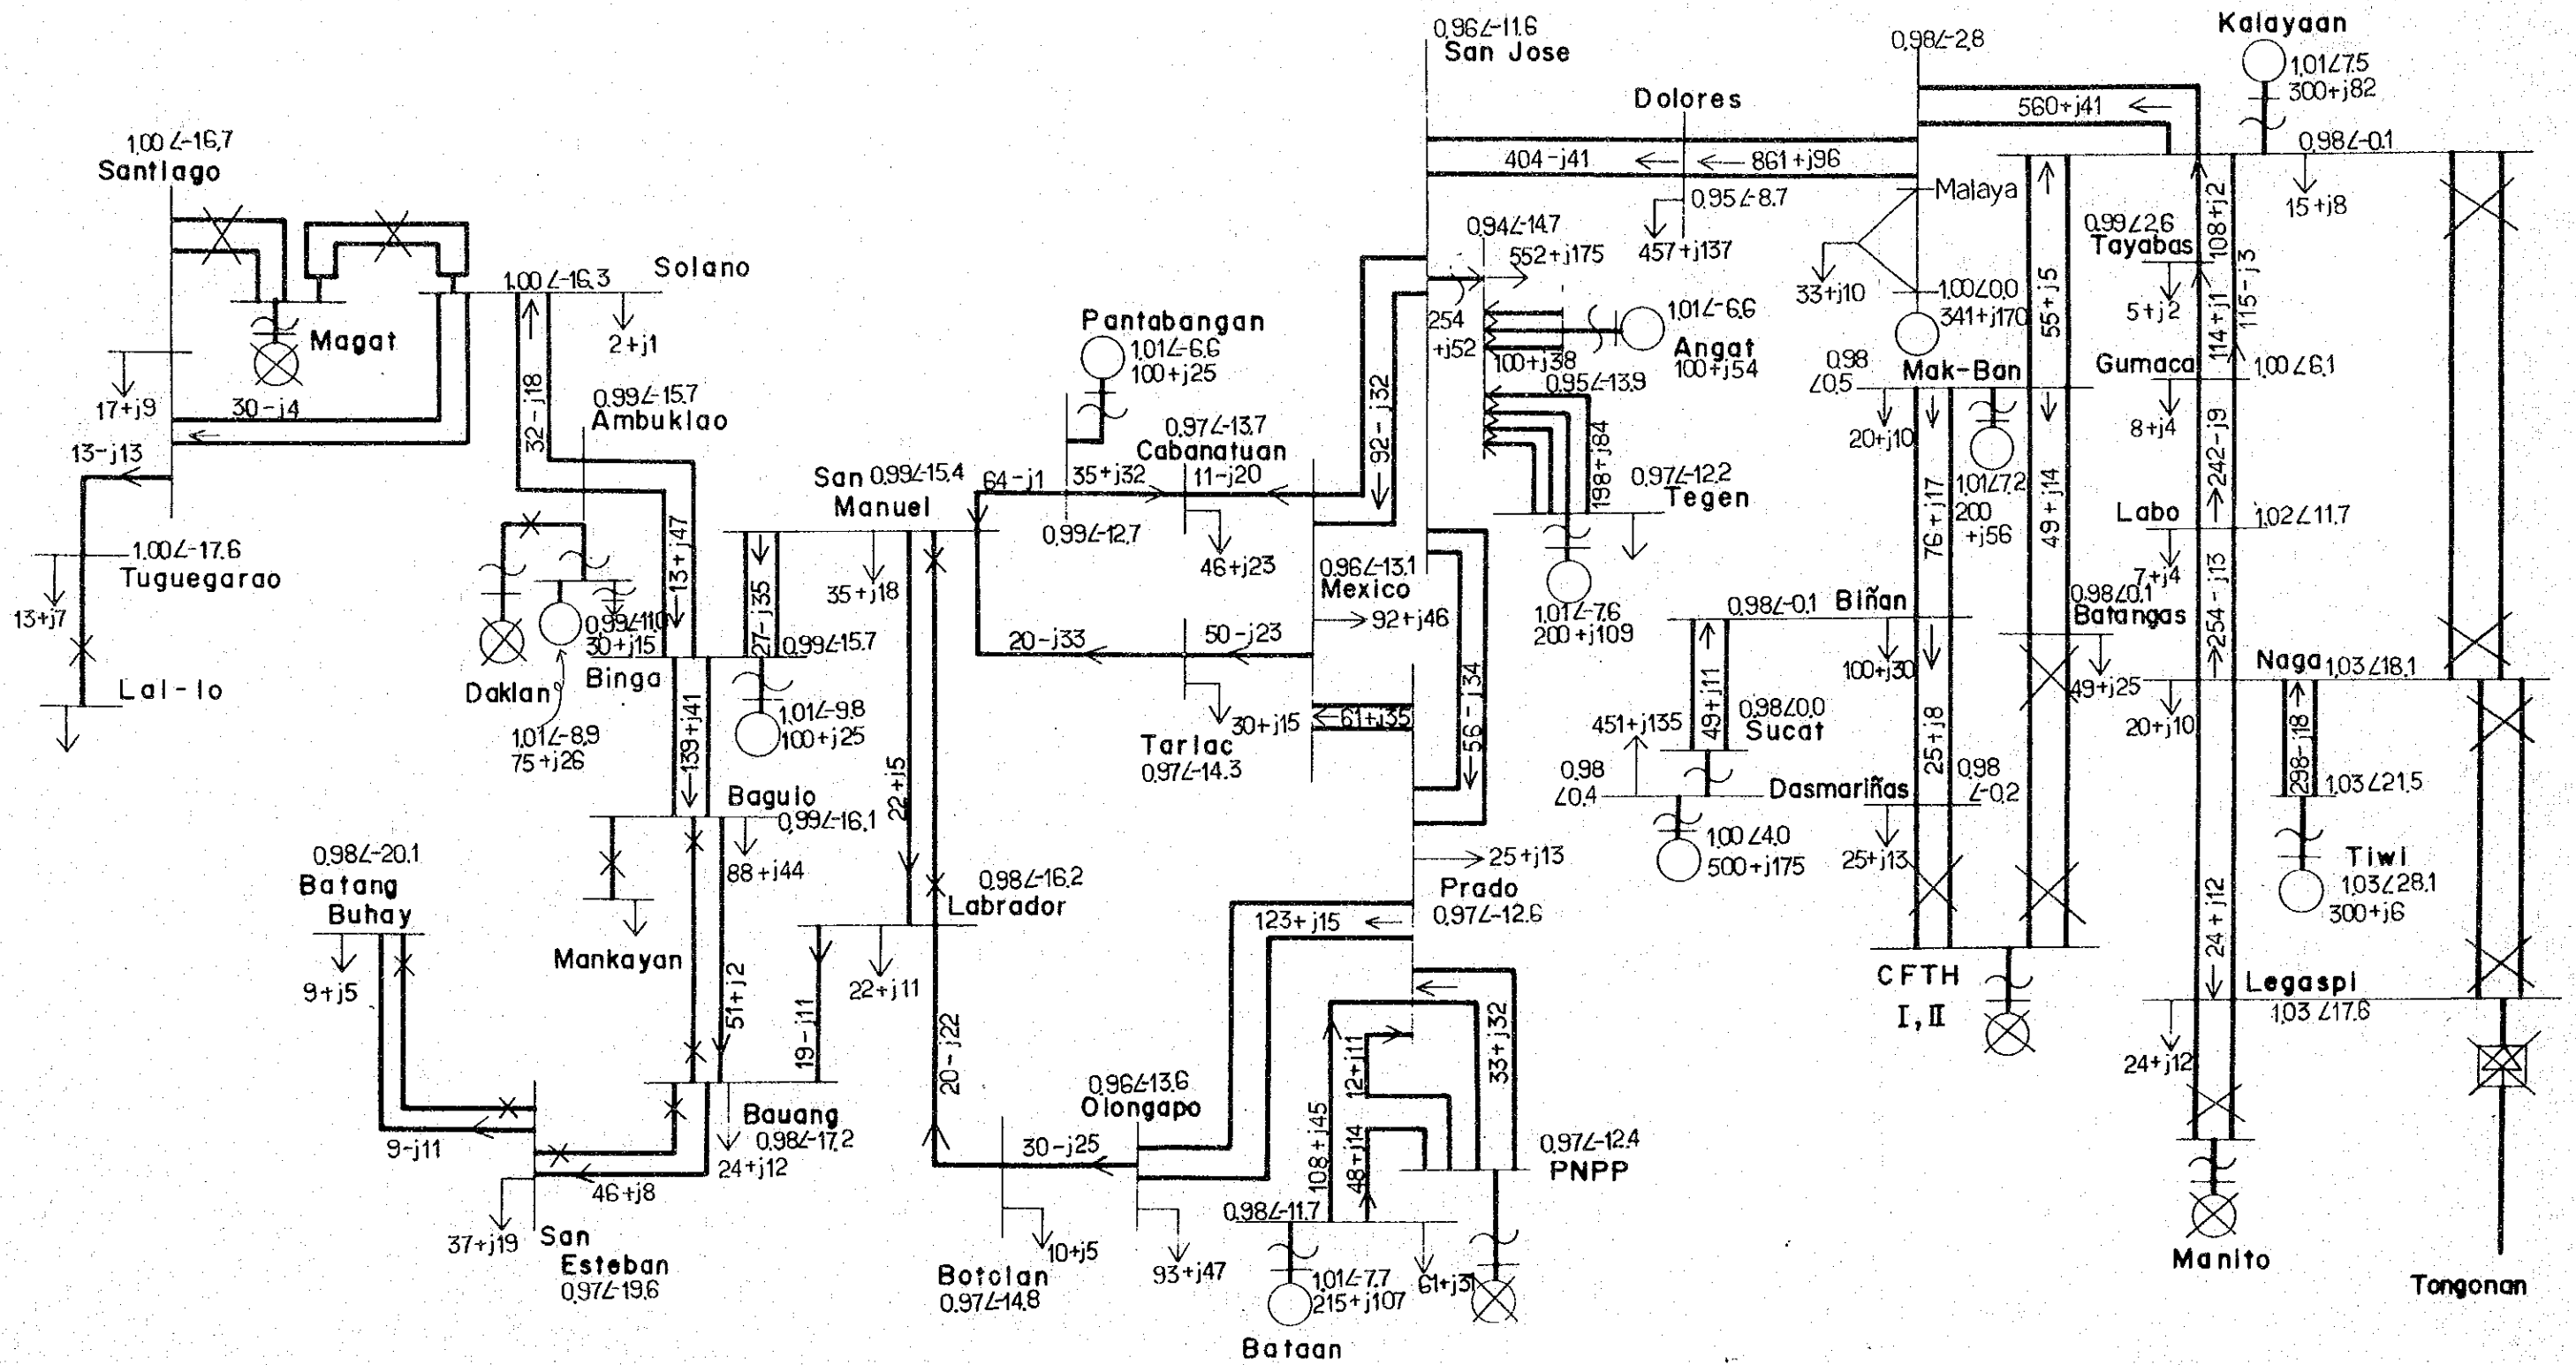 0.96∠-11.6
San Jose
0.98∠-2.8
Kalayaan
1.01∠7.5
300+j82
Dolores
560+j41
0.98∠-0.1
1.00∠-16.7
Santiago
404-j41
861+j96
Malaya
15+j8
0.95∠-8.7
0.94∠-14.7
552+j175
457+j137
33+j10
0.99∠2.6
Tayabas
108+j2
115-j3
55+j5
5+j2
114+j1
Solano
1.00∠-16.3
2+j1
Magat
17+j9
30-j4
13-j13
32-j18
0.99∠-15.7
Ambuklao
Pantabangan
1.01∠-6.6
100+j25
254
+j52
1.01∠-6.6
Angat
100+j54
100+j38
0.95∠-13.9
1.00∠0.0
341+j170
0.98
∠0.5
Mak-Ban
Gumaca
1.00∠6.1
8+j4
242-j9
92-j32
0.97∠-13.7
Cabanatuan
San
Manuel
0.99∠-15.4
64-j1
35+j32
11-j20
198+j84
0.97∠-12.2
Tegen
20+j10
76+j17
1.01∠7.2
200
+j56
49+j14
Labo
1.02∠11.7
7+j4
0.99∠-12.7
46+j23
1.00∠-17.6
Tuguegarao
13+j7
13+j47
27-j35
35+j18
0.96∠-13.1
Mexico
92+j46
1.01∠-7.6
200+j109
0.98∠-0.1
Biñan
0.98∠0.1
Batangas
254-j13
0.99∠-11.0
30+j15
Binga
0.99∠-15.7
20-j33
50-j23
100+j30
49+j25
Naga
1.03∠18.1
20+j10
Lal-lo
Daklan
1.01∠-8.9
75+j26
139+j41
1.01∠-9.8
100+j25
22+j5
Tarlac
0.97∠-14.3
30+j15
61+j35
56-j34
451+j135
49+j11
0.98∠0.0
Sucat
0.98
∠0.4
25+j8
0.98
∠-0.2
Dasmariñas
298-j18
1.03∠21.5
Baguio
0.99∠-16.1
88+j44
25+j13
1.00∠4.0
500+j175
25+j13
Tiwi
1.03∠28.1
300+j6
0.98∠-20.1
Batang
Buhay
9+j5
Prado
0.97∠-12.6
0.98∠-16.2
Labrador
123+j15
Mankayan
51+j2
19-j11
22+j11
20-j22
CFTH
I, II
24+j12
Legaspi
1.03∠17.6
24+j12
33+j32
12+j11
108+j45
48+j14
0.96∠-13.6
Olongapo
30-j25
Bauang
0.98∠-17.2
24+j12
9-j11
46+j8
0.97∠-12.4
PNPP
0.98∠-11.7
37+j19
San
Esteban
0.97∠-19.6
Botolan
0.97∠-14.8
10+j5
93+j47
1.01∠-7.7
215+j107
61+j31
Bataan
Manito
Tongonan